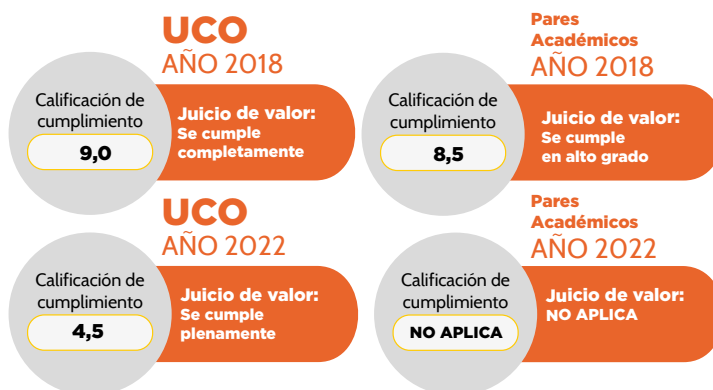 UCO
AÑO 2018
Calificación de
cumplimiento
9,0
Juicio de valor:
Se cumple
completamente
Pares
Académicos
AÑO 2018
Calificación de
cumplimiento
8,5
Juicio de valor:
Se cumple
en alto grado
UCO
AÑO 2022
Calificación de
cumplimiento
4,5
Juicio de valor:
Se cumple
plenamente
Pares
Académicos
AÑO 2022
Calificación de
cumplimiento
NO APLICA
Juicio de valor:
NO APLICA